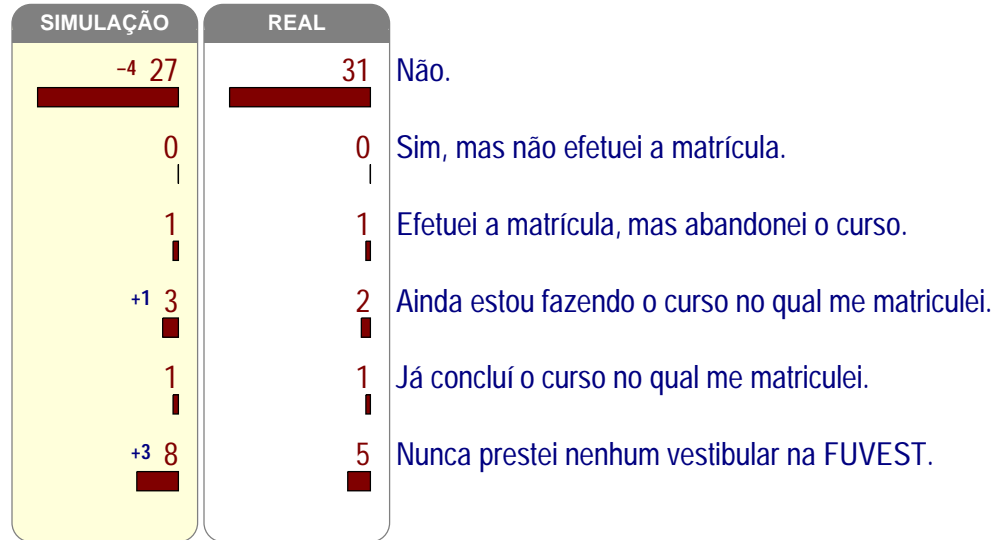 SIMULAÇÃO REAL
–4 27 31 Não.
0 0 Sim, mas não efetuei a matrícula.
1 1 Efetuei a matrícula, mas abandonei o curso.
+1 3 2 Ainda estou fazendo o curso no qual me matriculei.
1 1 Já concluí o curso no qual me matriculei.
+3 8 5 Nunca prestei nenhum vestibular na FUVEST.